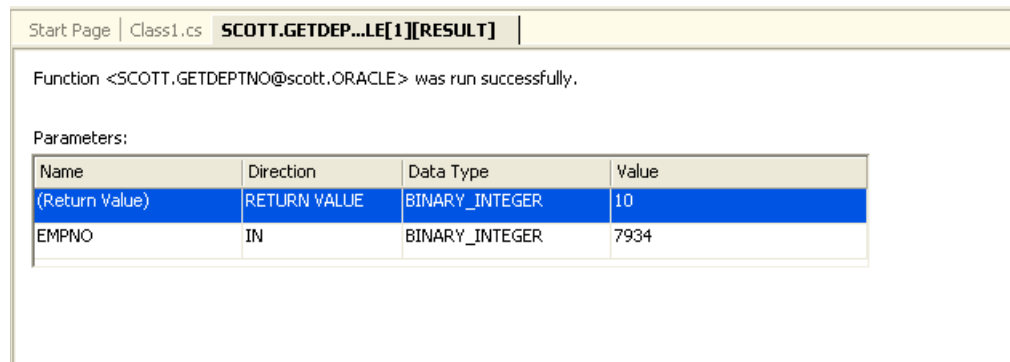 Start Page Class1.cs SCOTT.GETDEP...LE[1][RESULT]
Function <SCOTT.GETDEPTNO@scott.ORACLE> was run successfully.
Parameters:
Name Direction Data Type Value
(Return Value) RETURN VALUE BINARY_INTEGER 10
EMPNO IN BINARY_INTEGER 7934